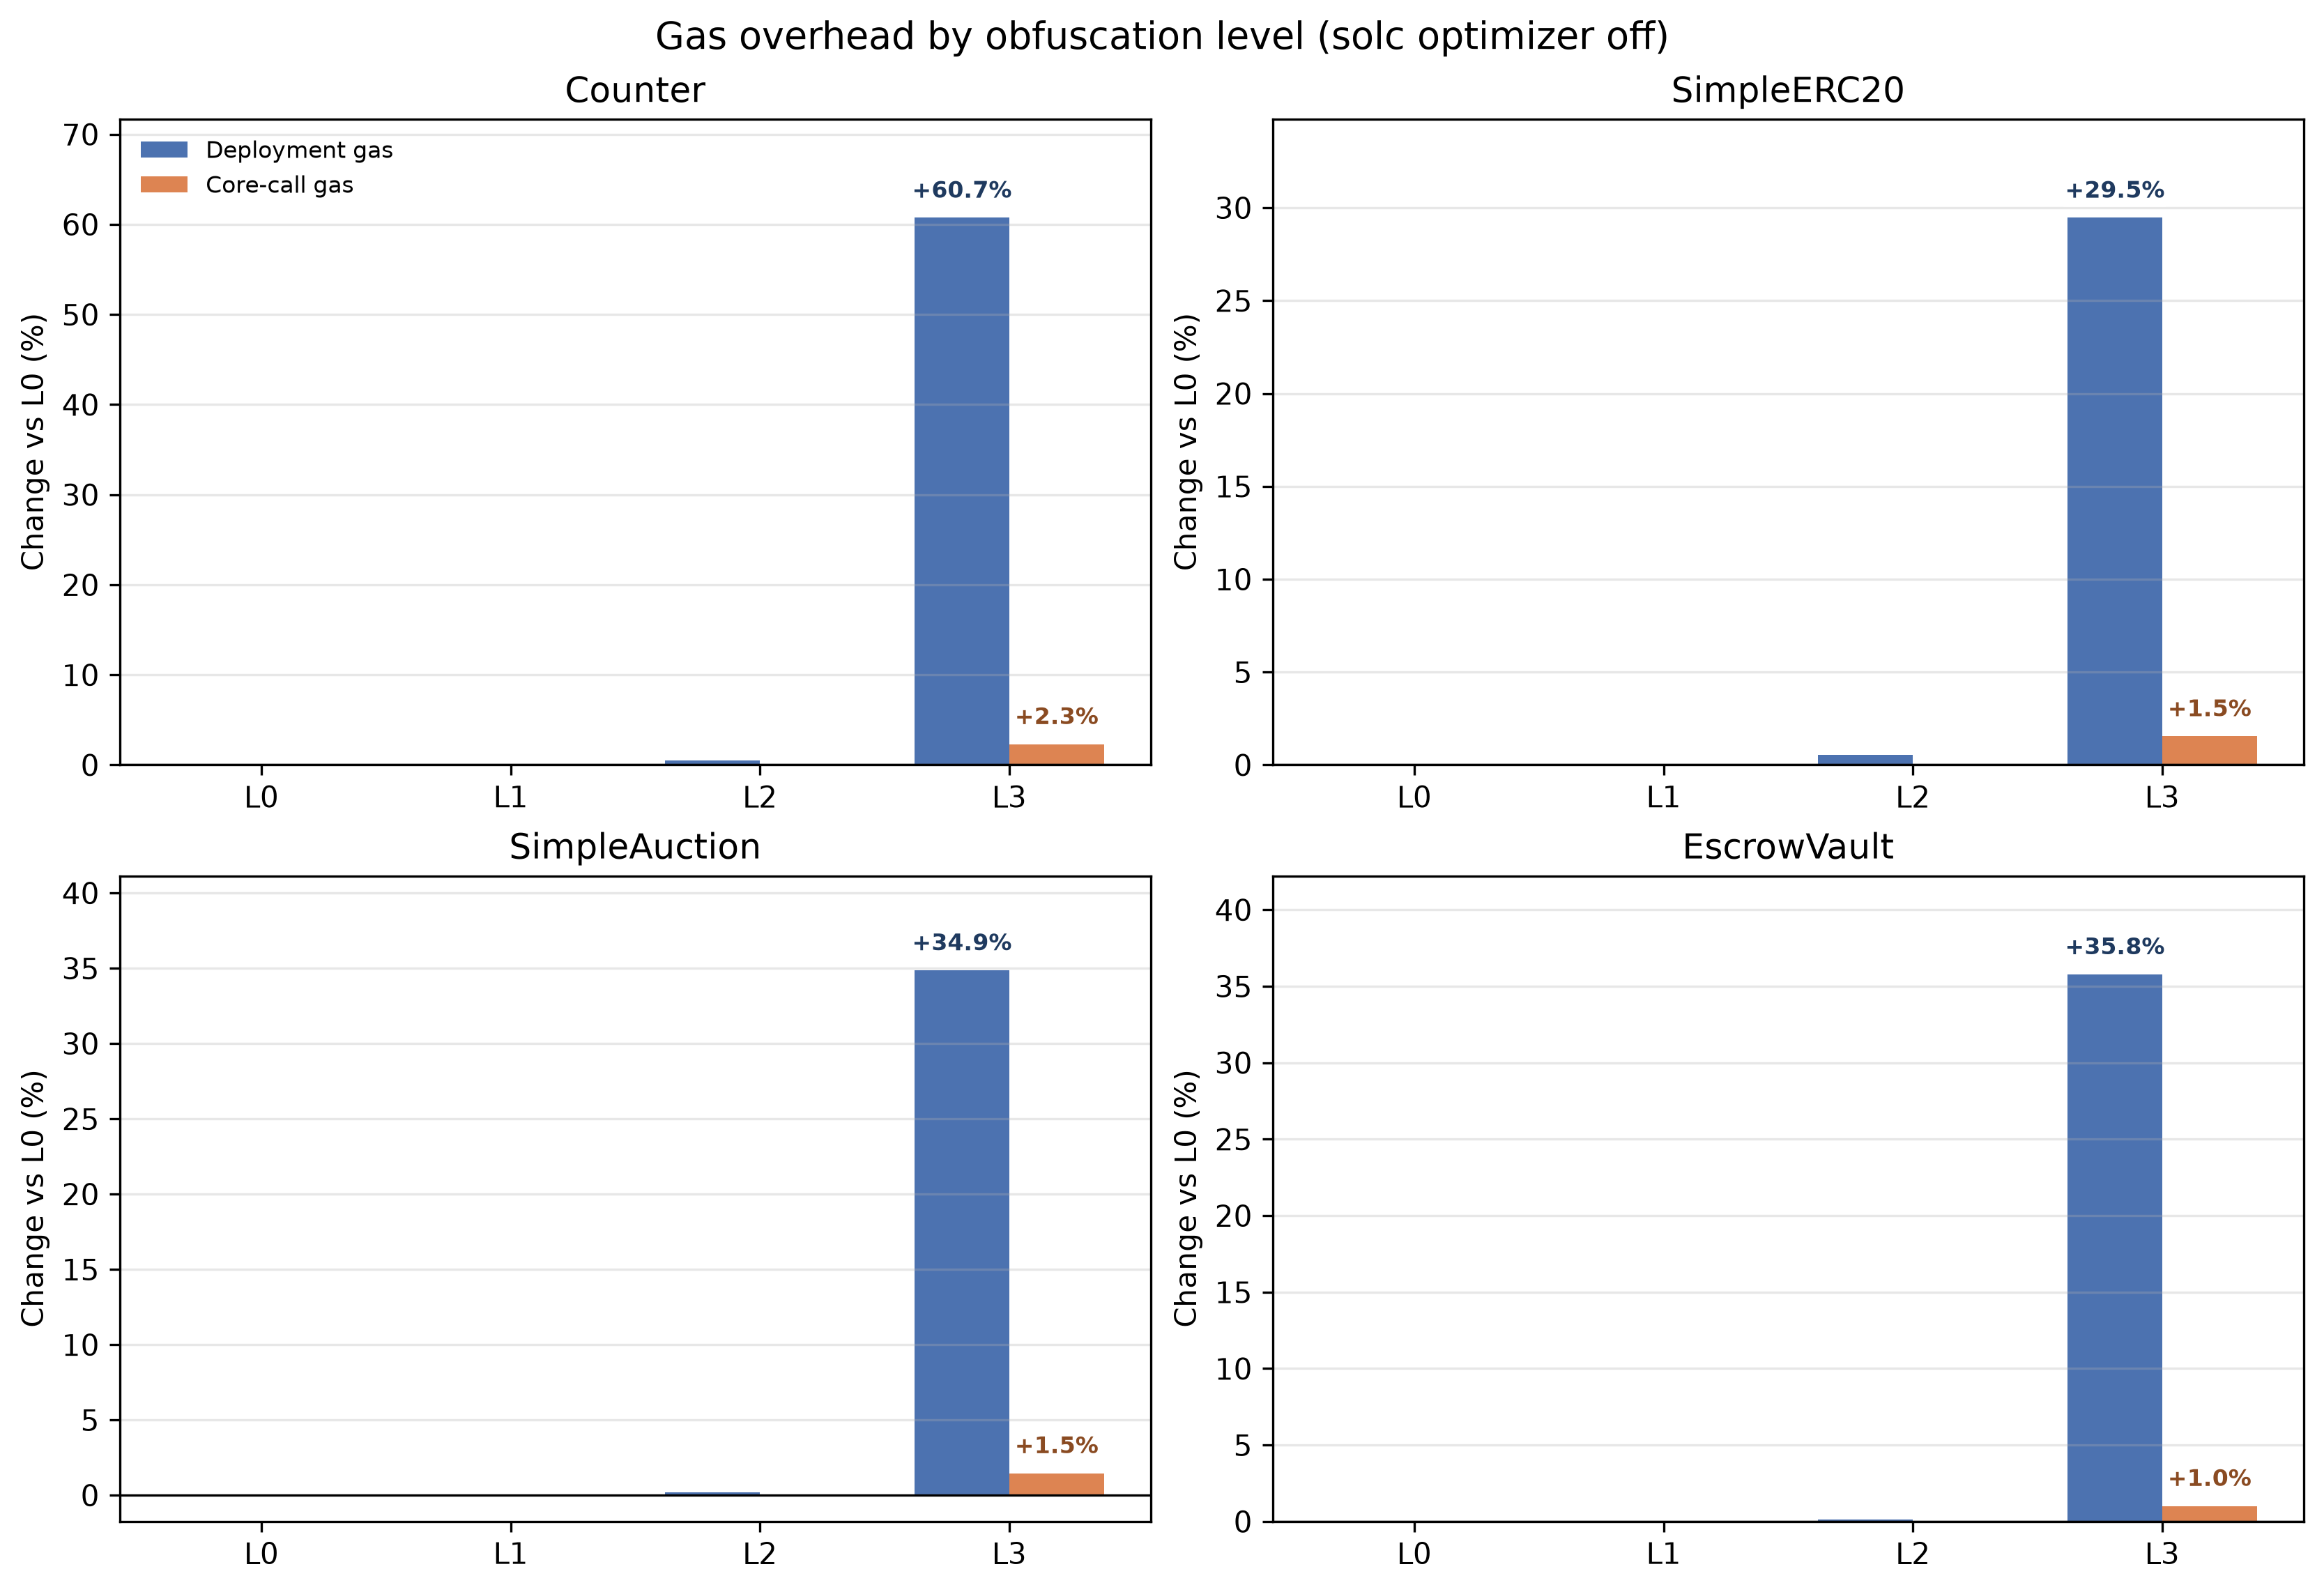 Gas overhead by obfuscation level (solc optimizer off)
Counter
Change vs L0 (%)
70
60
50
40
30
20
10
0
Deployment gas
Core-call gas
+60.7%
+2.3%
L0 L1 L2 L3
SimpleERC20
Change vs L0 (%)
30
25
20
15
10
5
0
+29.5%
+1.5%
L0 L1 L2 L3
SimpleAuction
Change vs L0 (%)
40
35
30
25
20
15
10
5
0
+34.9%
+1.5%
L0 L1 L2 L3
EscrowVault
Change vs L0 (%)
40
35
30
25
20
15
10
5
0
+35.8%
+1.0%
L0 L1 L2 L3